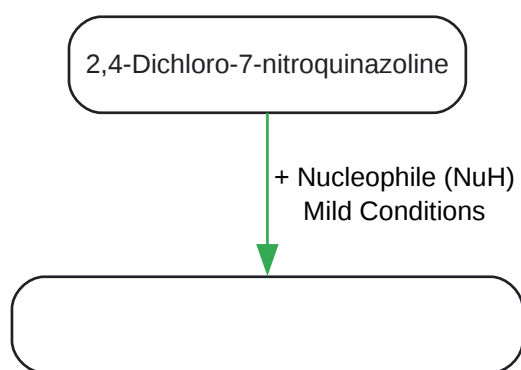 2,4-Dichloro-7-nitroquinazoline
+ Nucleophile (NuH)
Mild Conditions